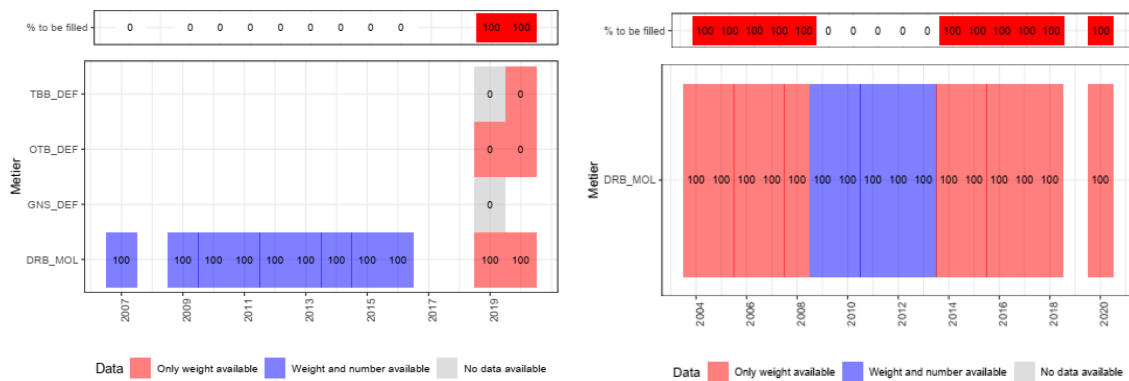 % to be filled
0 0 0 0 0 0 0 0 0 100 100
TBB_DEF
0 0
OTB_DEF
0 0
GNS_DEF
0
DRB_MOL
100 100 100 100 100 100 100 100 100 100 100
Metier
2007 2009 2011 2013 2015 2017 2019
Data Only weight available Weight and number available No data available
% to be filled
100 100 100 100 100 0 0 0 0 100 100 100 100 100 100
DRB_MOL
100 100 100 100 100 100 100 100 100 100 100 100 100 100 100
Metier
2004 2006 2008 2010 2012 2014 2016 2018 2020
Data Only weight available Weight and number available No data available